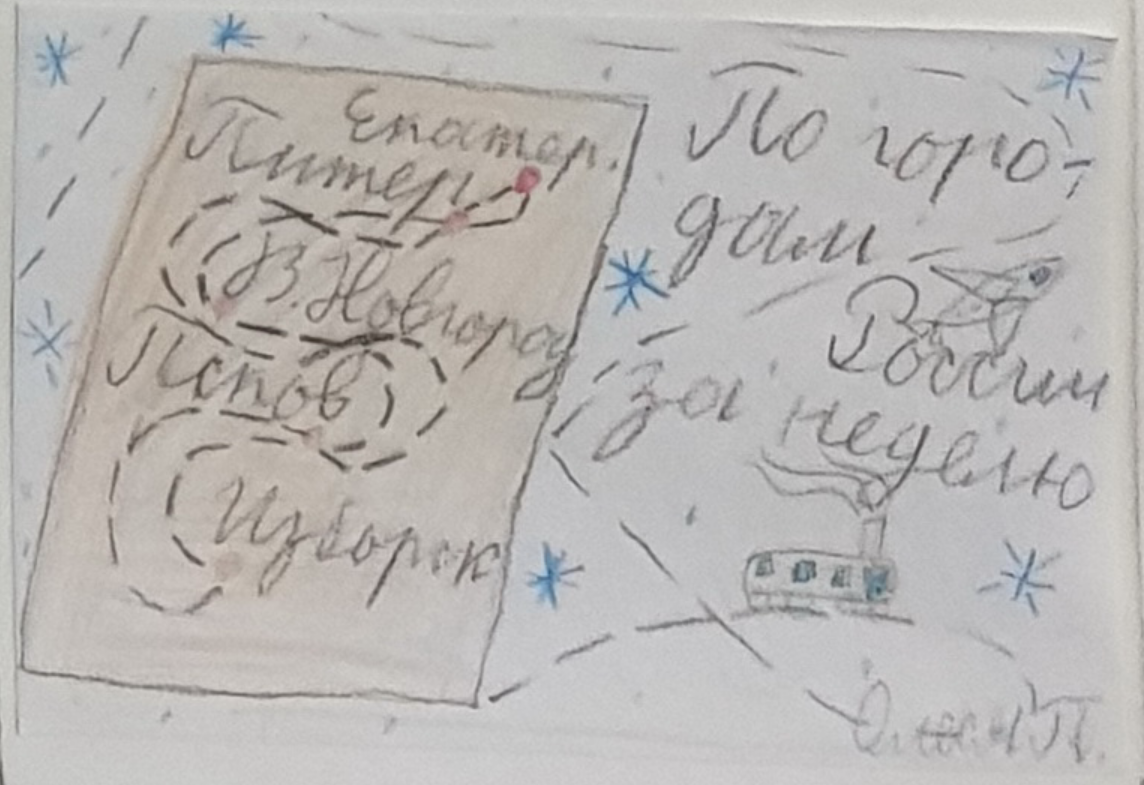 Екатер.
Питер
В. Новгород
Псков
Изборск
По горо-
дам
России
за неделю